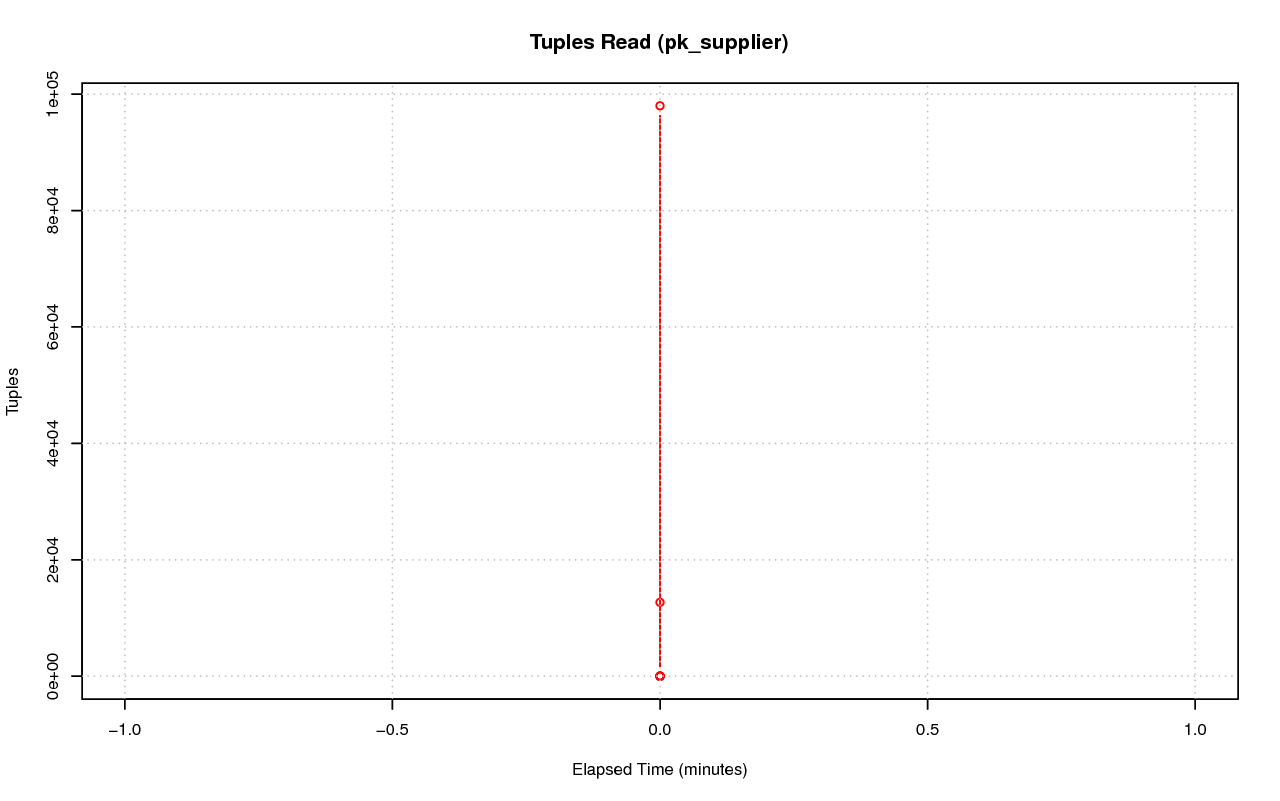 Tuples Read (pk_supplier)
1e+05
8e+04
6e+04
4e+04
2e+04
0e+00
Tuples
−1.0
−0.5
0.0
0.5
1.0
Elapsed Time (minutes)